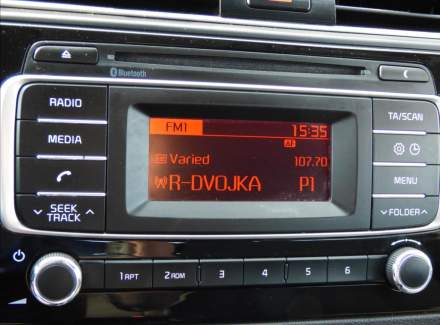 Bluetooth
RADIO
MEDIA
SEEK
TRACK
FM1 15:35
AF
Varied 107.70
R-DVOJKA P1
TA/SCAN
MENU
FOLDER
1 RPT 2 RDM 3 4 5 6